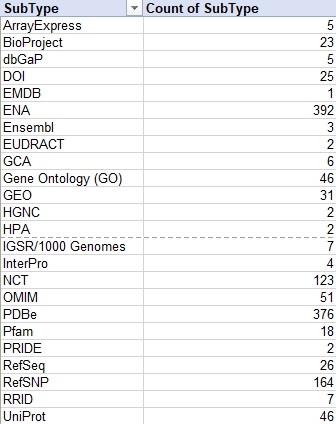 SubType Count of SubType
ArrayExpress 5
BioProject 23
dbGaP 5
DOI 25
EMDB 1
ENA 392
Ensembl 3
EUDRACT 2
GCA 6
Gene Ontology (GO) 46
GEO 31
HGNC 2
HPA 2
IGSR/1000 Genomes 7
InterPro 4
NCT 123
OMIM 51
PDBe 376
Pfam 18
PRIDE 2
RefSeq 26
RefSNP 164
RRID 7
UniProt 46